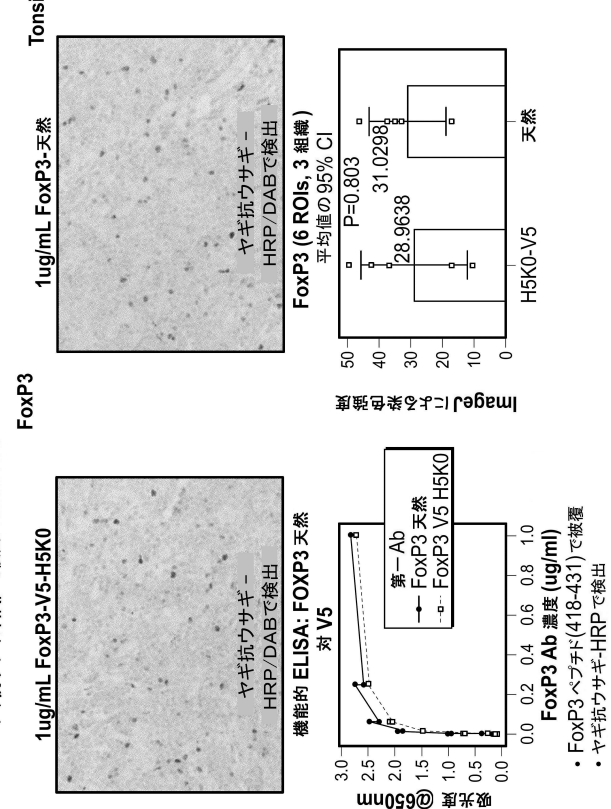 FoxP3
1ug/mL FoxP3-V5-H5K0
ヤギ抗ウサギ -
HRP/DABで検出
1ug/mL FoxP3-天然
ヤギ抗ウサギ -
HRP/DABで検出
機能的 ELISA: FOXP3 天然
対 V5
吸光度 @650nm
3.0
2.5
2.0
1.5
1.0
0.5
0.0
第一 Ab
FoxP3 天然
FoxP3 V5 H5K0
0.0 0.2 0.4 0.6 0.8 1.0
FoxP3 Ab 濃度 (ug/ml)
• FoxP3 ペプチド(418-431) で被覆
• ヤギ抗ウサギ-HRP で検出
FoxP3 (6 ROIs, 3 組織 )
平均値の 95% CI
ImageJ による染色強度
50
40
30
20
10
0
P=0.803
28.9638
31.0298
H5K0-V5 天然